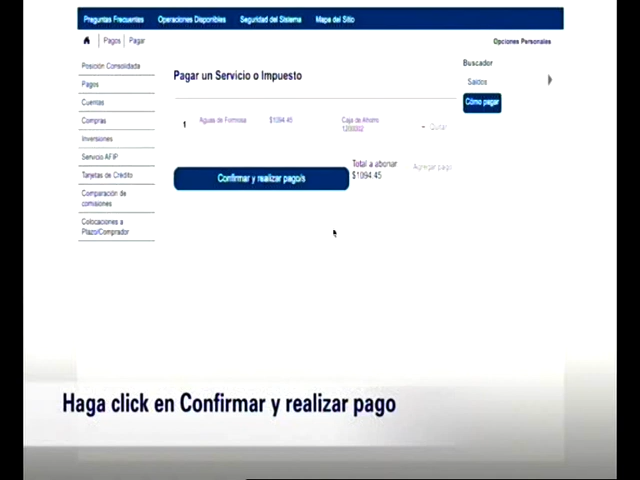 Preguntas Frecuentes Operaciones Disponibles Seguridad del Sistema Mapa del Sitio
Pagos Pagar
Opciones Personales
Posición Consolidada
Pagos
Cuentas
Compras
Inversiones
Servicio AFIP
Tarjetas de Crédito
Comparación de
comisiones
Colocaciones a
Plazo/Comprador
Pagar un Servicio o Impuesto
1 Aguas de Formosa $1094.45 Caja de Ahorro
Quitar
Confirmar y realizar pago/s
Total a abonar
$1094.45
Agregar pago
Buscador
Saldos
Cómo pagar
Haga click en Confirmar y realizar pago